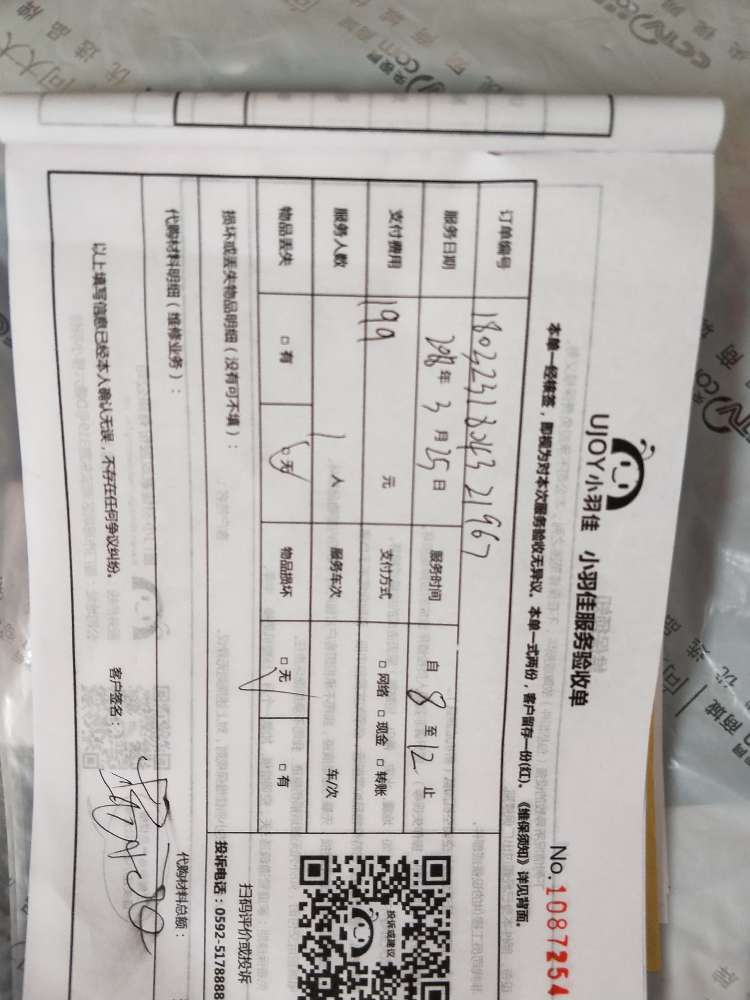 UJOY小羽佳 小羽佳服务验收单
No.1087254
本单一经核签，即视为对本次服务验收无异议。本单一式两份，客户留存一份(红)。《维保须知》详见背面。
订单编号 1802231804321967
服务日期 2018年 3月 25日 服务时间 自 8 至 12 止
支付费用 199 元 支付方式 □ 网络 □ 现金 □ 转账
服务人数 1 人 服务车次 车/次
物品丢失 □ 有 □ 无 物品损坏 □ 无 □ 有
损坏或丢失物品明细（没有可不填）：
投诉或建议
扫码评价或投诉
投诉电话：0592-5178888
代购材料明细（维修业务）：
代购材料总额：
以上填写信息已经本人确认无误，不存在任何争议纠纷。
客户签名：